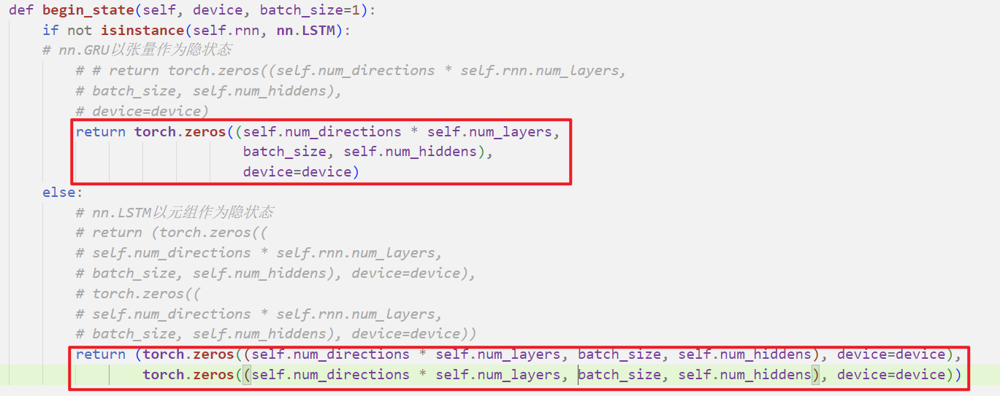 def begin_state(self, device, batch_size=1):
if not isinstance(self.rnn, nn.LSTM):
# nn.GRU以张量作为隐状态
# # return torch.zeros((self.num_directions * self.rnn.num_layers,
# batch_size, self.num_hiddens),
# device=device)
return torch.zeros((self.num_directions * self.num_layers,
batch_size, self.num_hiddens),
device=device)
else:
# nn.LSTM以元组作为隐状态
# return (torch.zeros((
# self.num_directions * self.rnn.num_layers,
# batch_size, self.num_hiddens), device=device),
# torch.zeros((
# self.num_directions * self.rnn.num_layers,
# batch_size, self.num_hiddens), device=device))
return (torch.zeros((self.num_directions * self.num_layers, batch_size, self.num_hiddens), device=device),
torch.zeros((self.num_directions * self.num_layers, batch_size, self.num_hiddens), device=device))